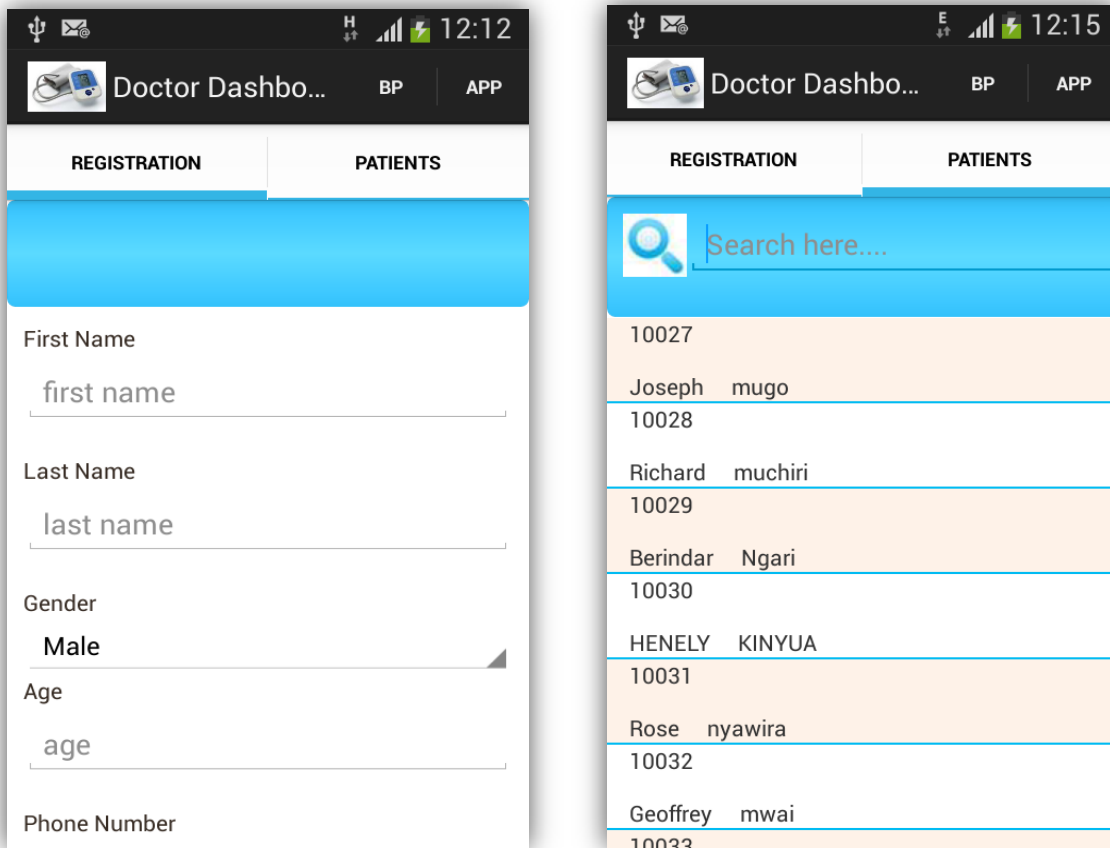 H 12:12
Doctor Dashbo... BP APP
REGISTRATION PATIENTS
First Name
first name
Last Name
last name
Gender
Male
Age
age
Phone Number
E 12:15
Doctor Dashbo... BP APP
REGISTRATION PATIENTS
Search here....
10027
Joseph mugo
10028
Richard muchiri
10029
Berindar Ngari
10030
HENELY KINYUA
10031
Rose nyawira
10032
Geoffrey mwai
10033